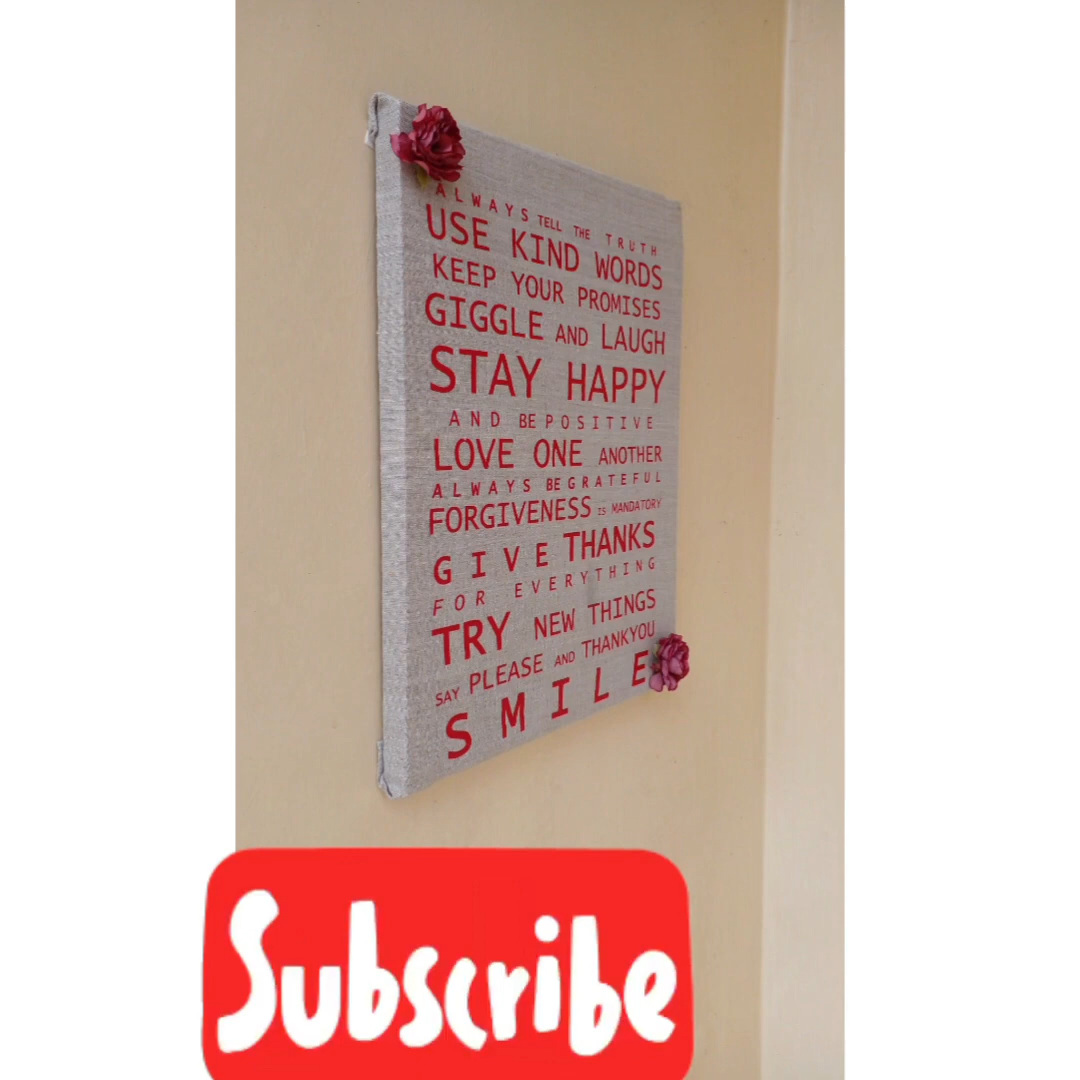 ALWAYS TELL THE TRUTH
USE KIND WORDS
KEEP YOUR PROMISES
GIGGLE AND LAUGH
STAY HAPPY
AND BE POSITIVE
LOVE ONE ANOTHER
ALWAYS BE GRATEFUL
FORGIVENESS IS MANDATORY
GIVE THANKS
FOR EVERYTHING
TRY NEW THINGS
SAY PLEASE AND THANKYOU
SMILE
Subscribe